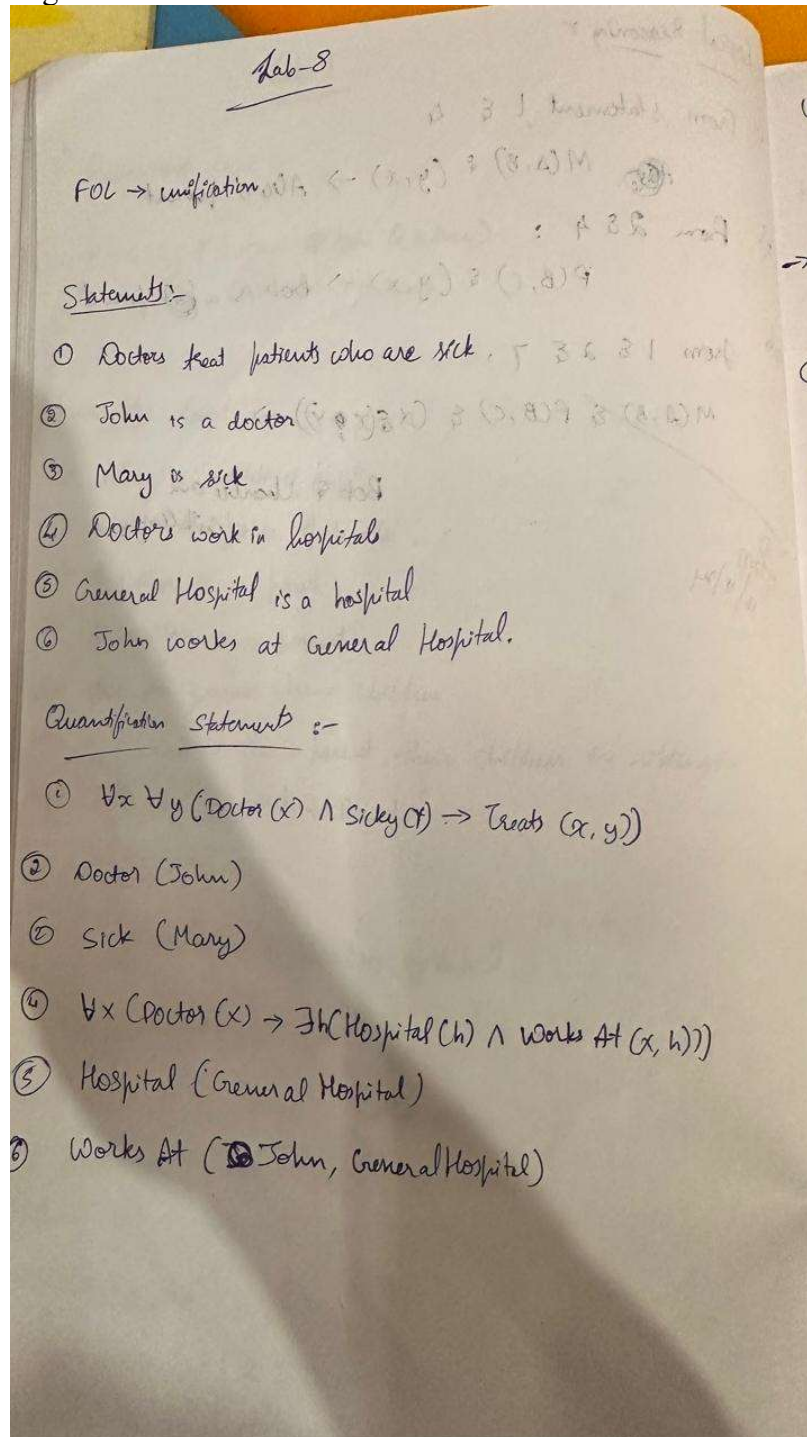 Lab-8
FOL → unification
Statements:-
① Doctors treat patients who are sick.
② John is a doctor
③ Mary is sick
④ Doctors work in hospitals
⑤ General Hospital is a hospital
⑥ John works at General Hospital.
Quantification Statements :-
① ∀x ∀y (Doctor (x) ∧ Sicky (y) → Treats (x, y))
② Doctor (John)
③ Sick (Mary)
④ ∀x (Doctor (x) → ∃h(Hospital (h) ∧ Works At (x, h)))
⑤ Hospital (General Hospital)
⑥ Works At (John, General Hospital)